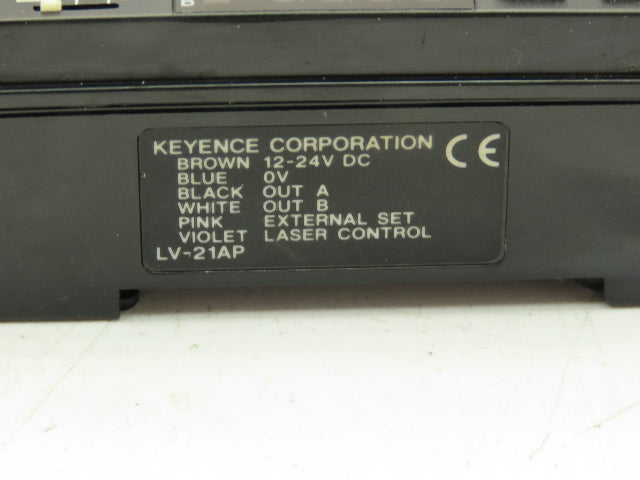 B
KEYENCE CORPORATION CE
BROWN 12-24V DC
BLUE 0V
BLACK OUT A
WHITE OUT B
PINK EXTERNAL SET
VIOLET LASER CONTROL
LV-21AP